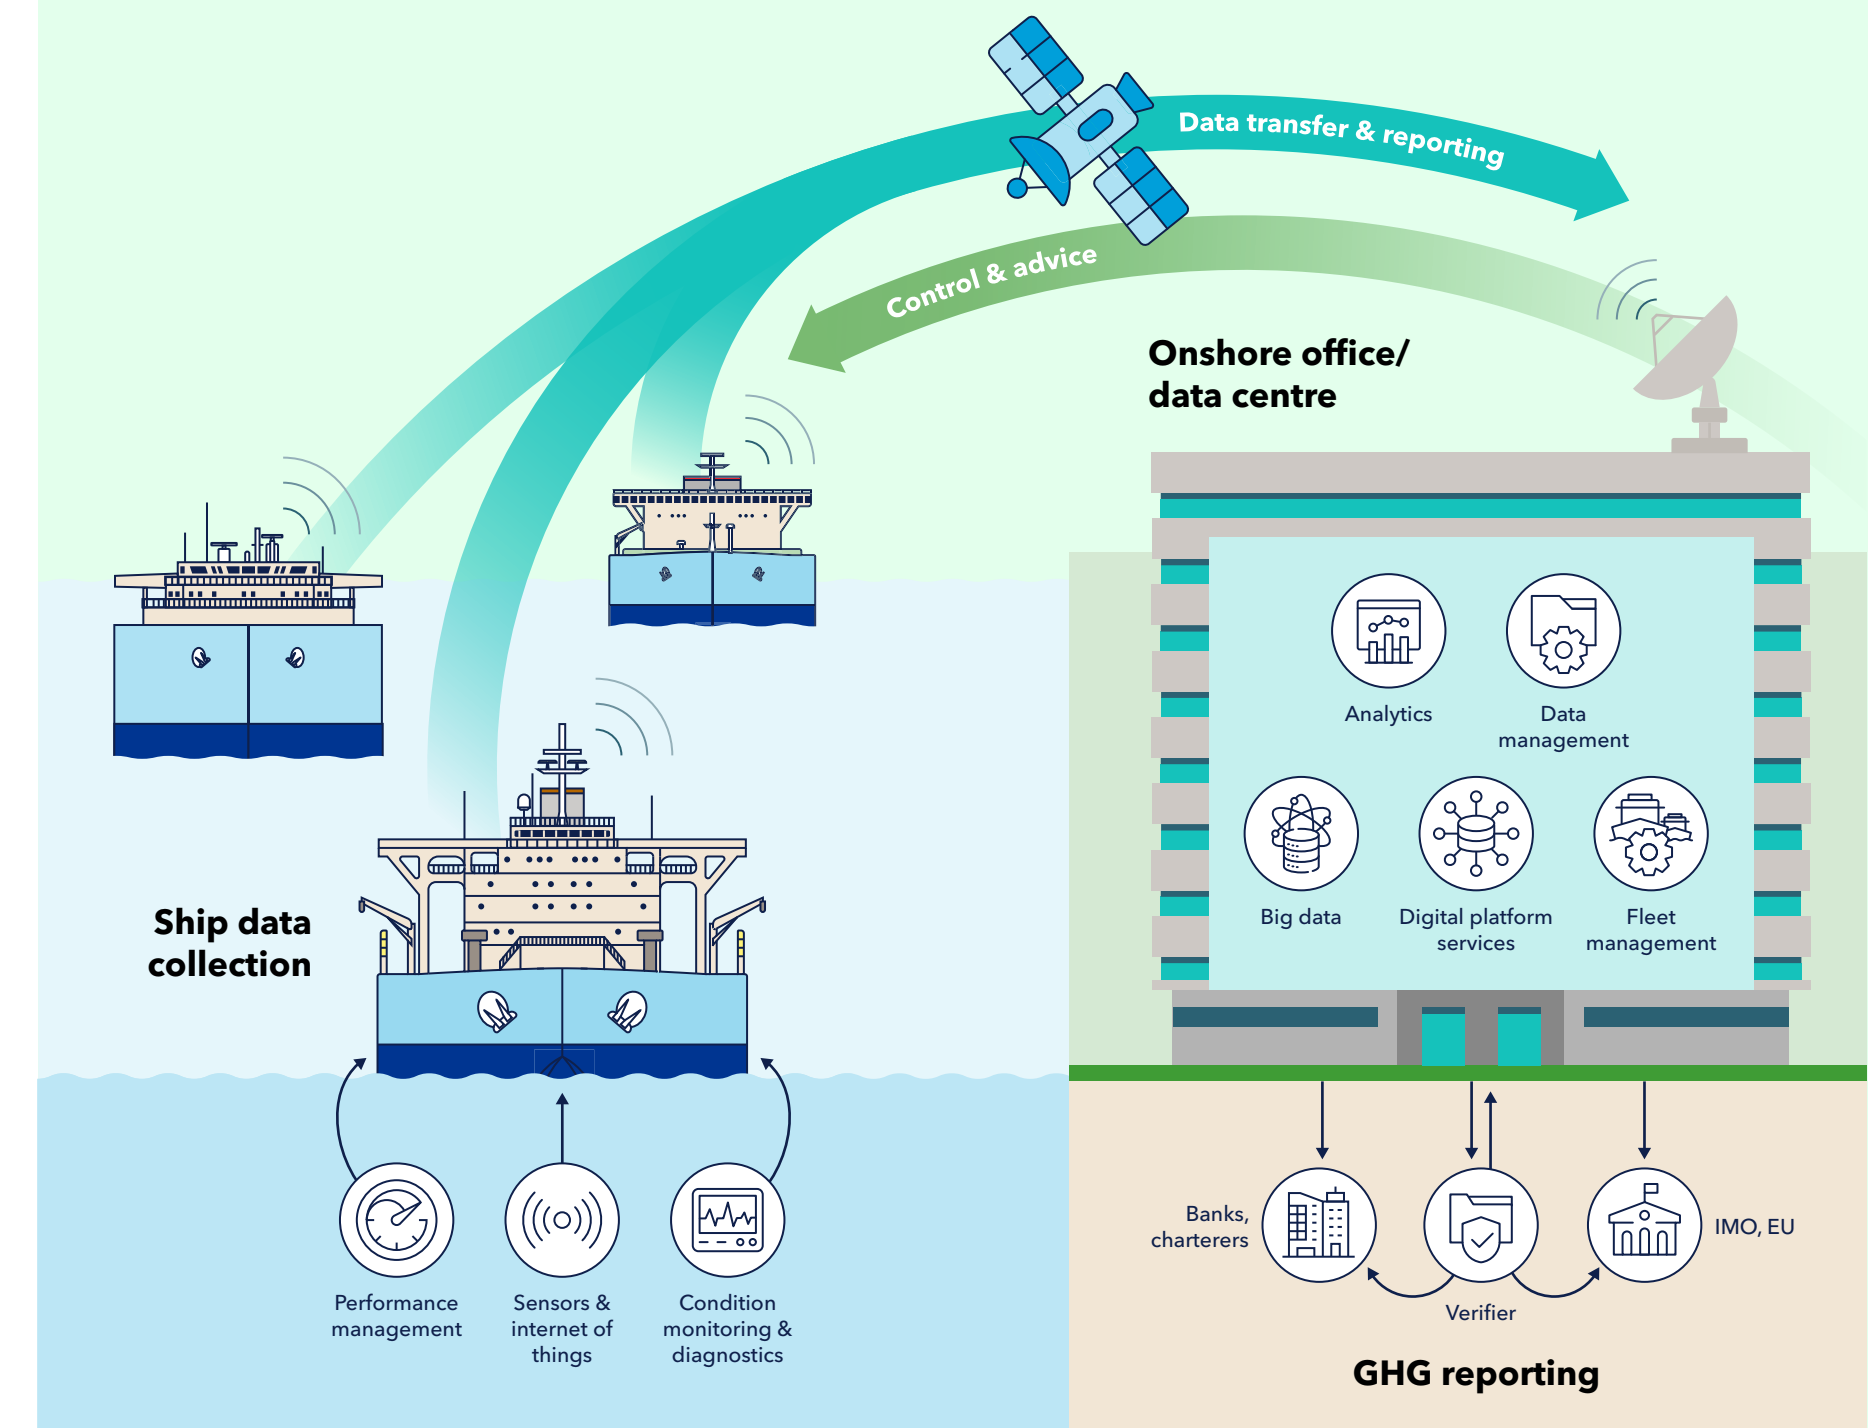 Data transfer & reporting
Control & advice
Onshore office/
data centre
Analytics
Data
management
Big data
Digital platform
services
Fleet
management
Ship data
collection
Performance
management
Sensors &
internet of
things
Condition
monitoring &
diagnostics
Banks,
charterers
Verifier
IMO, EU
GHG reporting